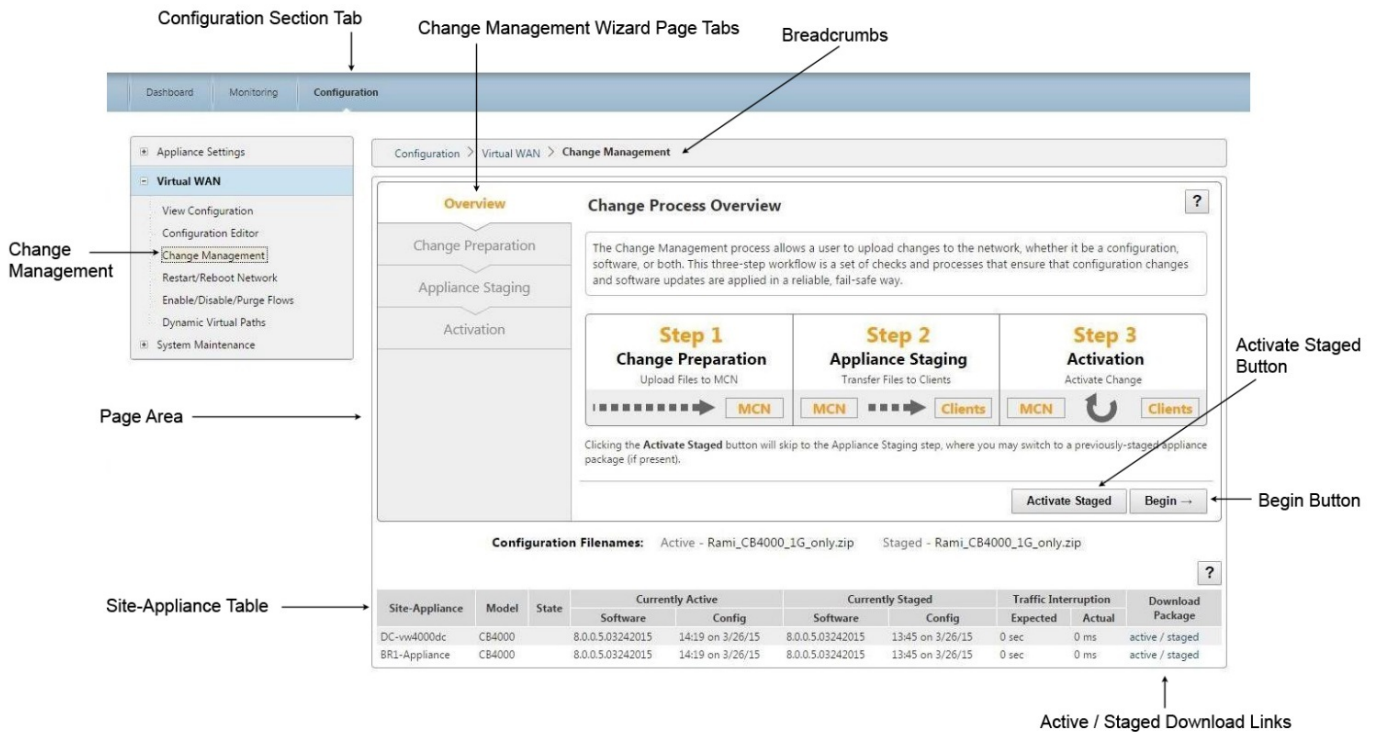 Configuration Section Tab
Change Management Wizard Page Tabs
Breadcrumbs
Dashboard
Monitoring
Configuration
Appliance Settings
Virtual WAN
View Configuration
Configuration Editor
Change Management
Restart/Reboot Network
Enable/Disable/Purge Flows
Dynamic Virtual Paths
System Maintenance
Change
Management
Page Area
Configuration > Virtual WAN > Change Management
Overview
Change Preparation
Appliance Staging
Activation
Change Process Overview
?
The Change Management process allows a user to upload changes to the network, whether it be a configuration,
software, or both. This three-step workflow is a set of checks and processes that ensure that configuration changes
and software updates are applied in a reliable, fail-safe way.
Step 1
Change Preparation
Upload Files to MCN
MCN
Step 2
Appliance Staging
Transfer Files to Clients
MCN
Clients
Step 3
Activation
Activate Change
MCN
Clients
Activate Staged
Button
Clicking the Activate Staged button will skip to the Appliance Staging step, where you may switch to a previously-staged appliance
package (if present).
Activate Staged
Begin →
Begin Button
Configuration Filenames: Active - Rami_CB4000_1G_only.zip Staged - Rami_CB4000_1G_only.zip
?
Site-Appliance Table
Site-Appliance Model State Currently Active Currently Staged Traffic Interruption Download Package
Software Config Software Config Expected Actual
DC-vw4000dc CB4000 8.0.0.5.03242015 14:19 on 3/26/15 8.0.0.5.03242015 13:45 on 3/26/15 0 sec 0 ms active / staged
BR1-Appliance CB4000 8.0.0.5.03242015 14:19 on 3/26/15 8.0.0.5.03242015 13:45 on 3/26/15 0 sec 0 ms active / staged
Active / Staged Download Links